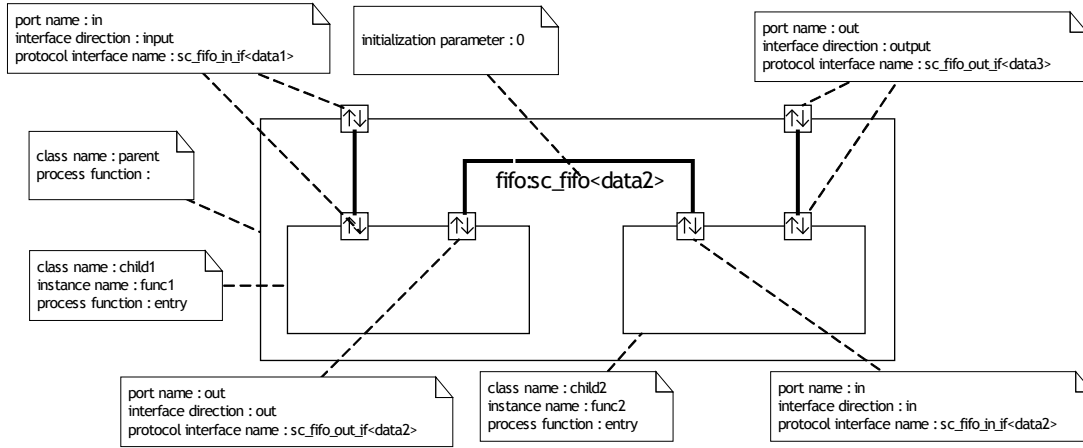 port name : in
interface direction : input
protocol interface name : sc_fifo_in_if<data1>
initialization parameter : 0
port name : out
interface direction : output
protocol interface name : sc_fifo_out_if<data3>
class name : parent
process function :
fifo:sc_fifo<data2>
class name : child1
instance name : func1
process function : entry
port name : out
interface direction : out
protocol interface name : sc_fifo_out_if<data2>
class name : child2
instance name : func2
process function : entry
port name : in
interface direction : in
protocol interface name : sc_fifo_in_if<data2>